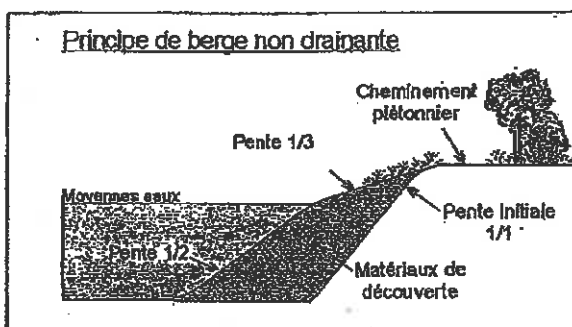 Principe de berge non drainante
Cheminement
piétonnier
Pente 1/3
Moyennes eaux
Pente initiale
1/1
Pente 1/2
Matériaux de
découverte